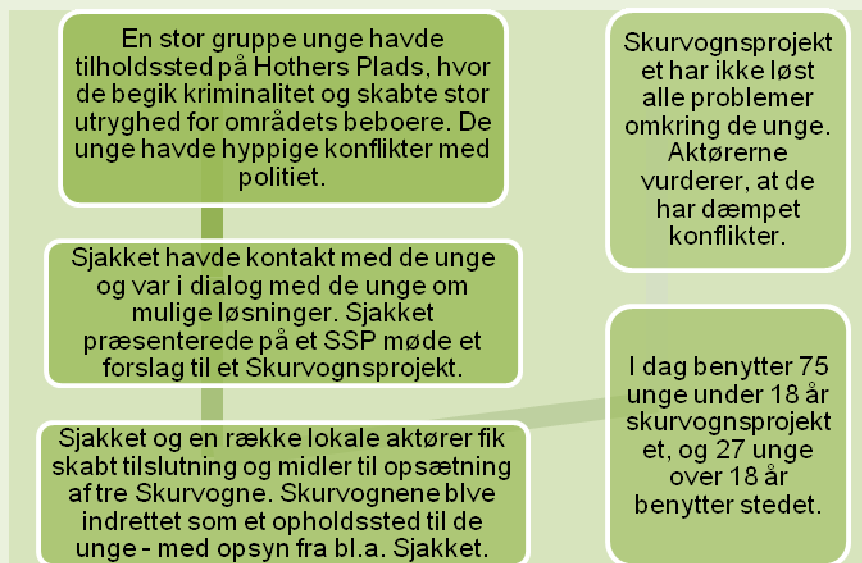 En stor gruppe unge havde
tilholdssted på Hothers Plads, hvor
de begik kriminalitet og skabte stor
utryghed for områdets beboere. De
unge havde hyppige konflikter med
politiet.
Sjakket havde kontakt med de unge
og var i dialog med de unge om
mulige løsninger. Sjakket
præsenterede på et SSP møde et
forslag til et Skurvognsprojekt.
Sjakket og en række lokale aktører fik
skabt tilslutning og midler til opsætning
af tre Skurvogne. Skurvognene blve
indrettet som et opholdssted til de
unge - med opsyn fra bl.a. Sjakket.
I dag benytter 75
unge under 18 år
skurvognsprojekt
et, og 27 unge
over 18 år
benytter stedet.
Skurvognsprojekt
et har ikke løst
alle problemer
omkring de unge.
Aktørerne
vurderer, at de
har dæmpet
konflikter.